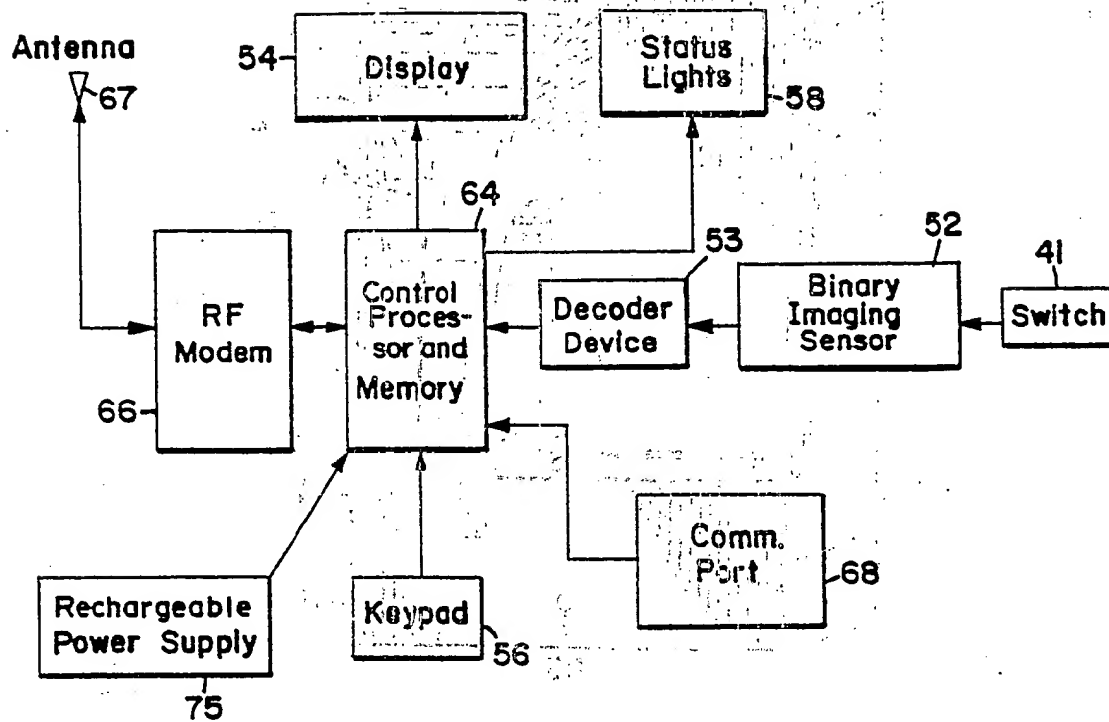 Antenna
67
54
Display
Status
Lights
58
64
Control
Proces-
sor and
Memory
RF
Modem
66
53
Decoder
Device
52
Binary
Imaging
Sensor
41
Switch
Comm.
Port
68
Rechargeable
Power Supply
75
Keypad
56